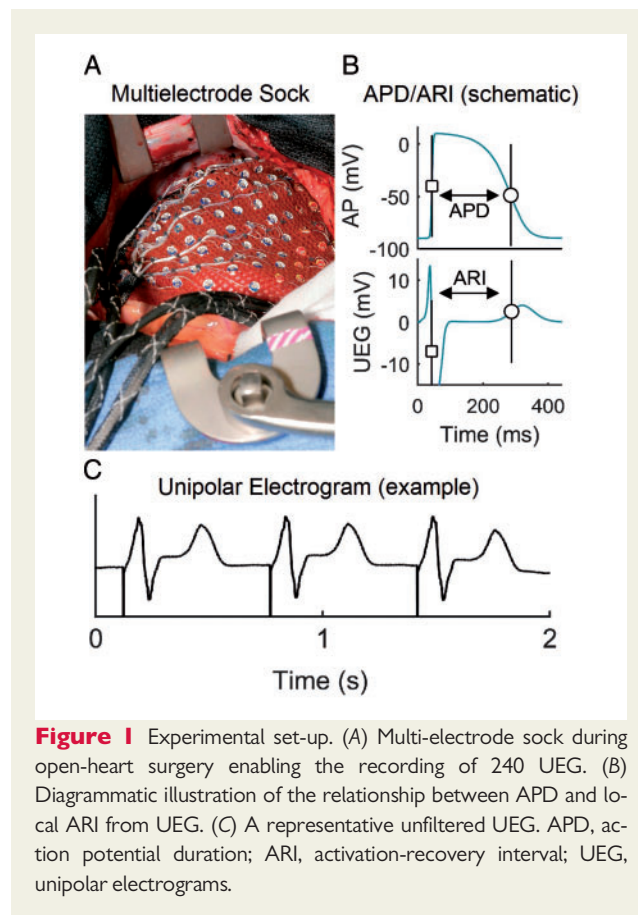 A
Multielectrode Sock
B
APD/ARI (schematic)
AP (mV)
0
-50
-100
APD
UEG (mV)
10
0
-10
ARI
0
200
400
Time (ms)
C
Unipolar Electrogram (example)
0
1
2
Time (s)
Figure 1 Experimental set-up. (A) Multi-electrode sock during
open-heart surgery enabling the recording of 240 UEG. (B)
Diagrammatic illustration of the relationship between APD and lo-
cal ARI from UEG. (C) A representative unfiltered UEG. APD, ac-
tion potential duration; ARI, activation-recovery interval; UEG,
unipolar electrograms.